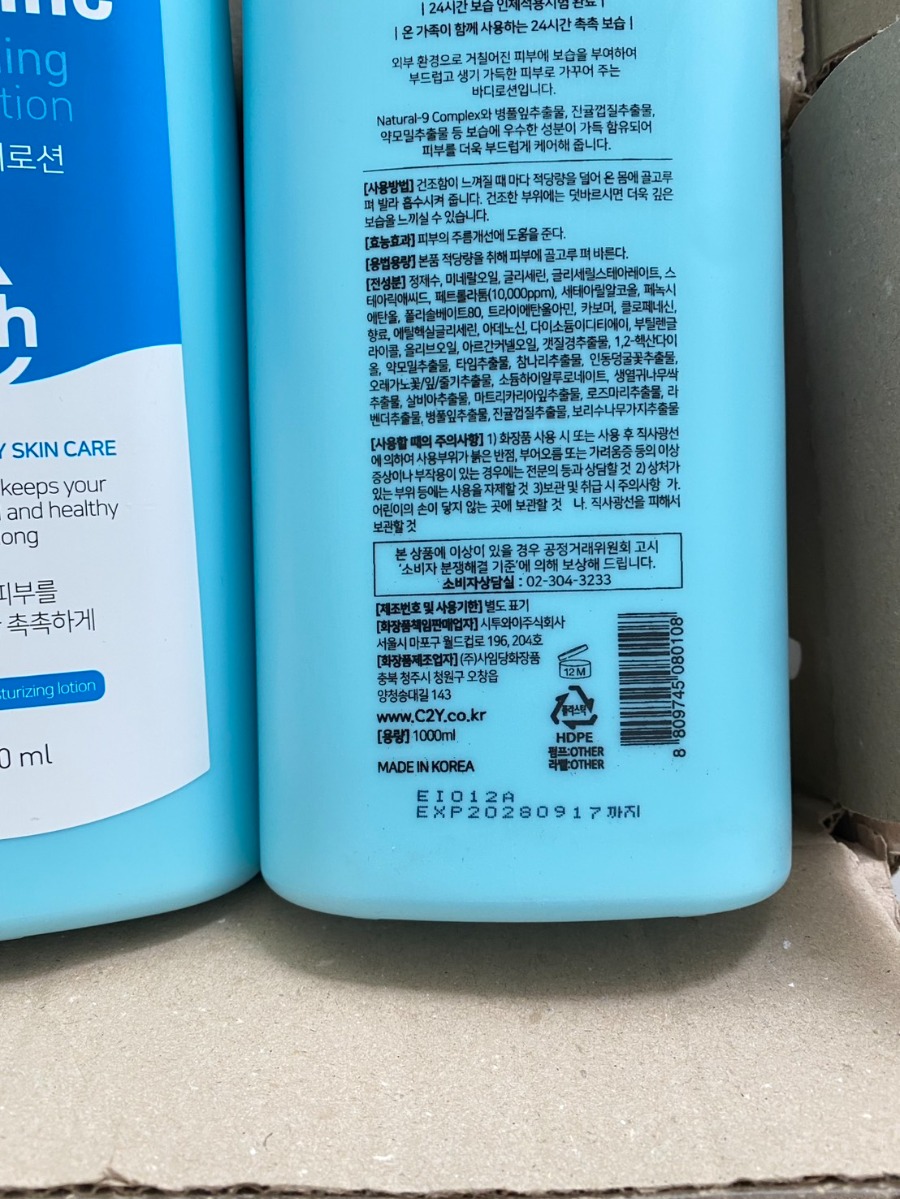 ing
tion
로션
h
Y SKIN CARE
keeps your
and healthy
ong
피부를
촉촉하게
turizing lotion
0 ml
| 24시간 보습 인체적용시험 완료 |
| 온 가족이 함께 사용하는 24시간 촉촉 보습 |
외부 환경으로 거칠어진 피부에 보습을 부여하여
부드럽고 생기 가득한 피부로 가꾸어 주는
바디로션입니다.
Natural-9 Complex와 병풀잎추출물, 진귤껍질추출물,
약모밀추출물 등 보습에 우수한 성분이 가득 함유되어
피부를 더욱 부드럽게 케어해 줍니다.
[사용방법] 건조함이 느껴질 때 마다 적당량을 덜어 온 몸에 골고루
펴 발라 흡수시켜 줍니다. 건조한 부위에는 덧바르시면 더욱 깊은
보습을 느끼실 수 있습니다.
[효능효과] 피부의 주름개선에 도움을 준다.
[용법용량] 본품 적당량을 취해 피부에 골고루 펴 바른다.
[전성분] 정제수, 미네랄오일, 글리세린, 글리세릴스테아레이트, 스
테아릭애씨드, 페트롤라툼(10,000ppm), 세테아릴알코올, 페녹시
에탄올, 폴리솔베이트80, 트라이에탄올아민, 카보머, 클로페네신,
향료, 에틸헥실글리세린, 아데노신, 다이소듐이디티에이, 부틸렌글
라이콜, 올리브오일, 아르간커넬오일, 갯질경추출물, 1,2-헥산다이
올, 약모밀추출물, 타임추출물, 참나리추출물, 인동덩굴꽃추출물,
오레가노꽃/잎/줄기추출물, 소듐하이알루로네이트, 생열귀나무싹
추출물, 살비아추출물, 마트리카리아잎추출물, 로즈마리추출물, 라
벤더추출물, 병풀잎추출물, 진귤껍질추출물, 보리수나무가지추출물
[사용할 때의 주의사항] 1) 화장품 사용 시 또는 사용 후 직사광선
에 의하여 사용부위가 붉은 반점, 부어오름 또는 가려움증 등의 이상
증상이나 부작용이 있는 경우에는 전문의 등과 상담할 것 2) 상처가
있는 부위 등에는 사용을 자제할 것 3)보관 및 취급 시 주의사항 가.
어린이의 손이 닿지 않는 곳에 보관할 것 나. 직사광선을 피해서
보관할 것
본 상품에 이상이 있을 경우 공정거래위원회 고시
'소비자 분쟁해결 기준'에 의해 보상해 드립니다.
소비자상담실 : 02-304-3233
[제조번호 및 사용기한] 별도 표기
[화장품책임판매업자] 시투와이주식회사
서울시 마포구 월드컵로 196, 204호
[화장품제조업자] (주)사임당화장품
충북 청주시 청원구 오창읍
양청송대길 143
www.C2Y.co.kr
[용량] 1000ml
MADE IN KOREA
12M
플라스틱
HDPE
펌프:OTHER
라벨:OTHER
8 809745 080108
EI012A
EXP20280917까지